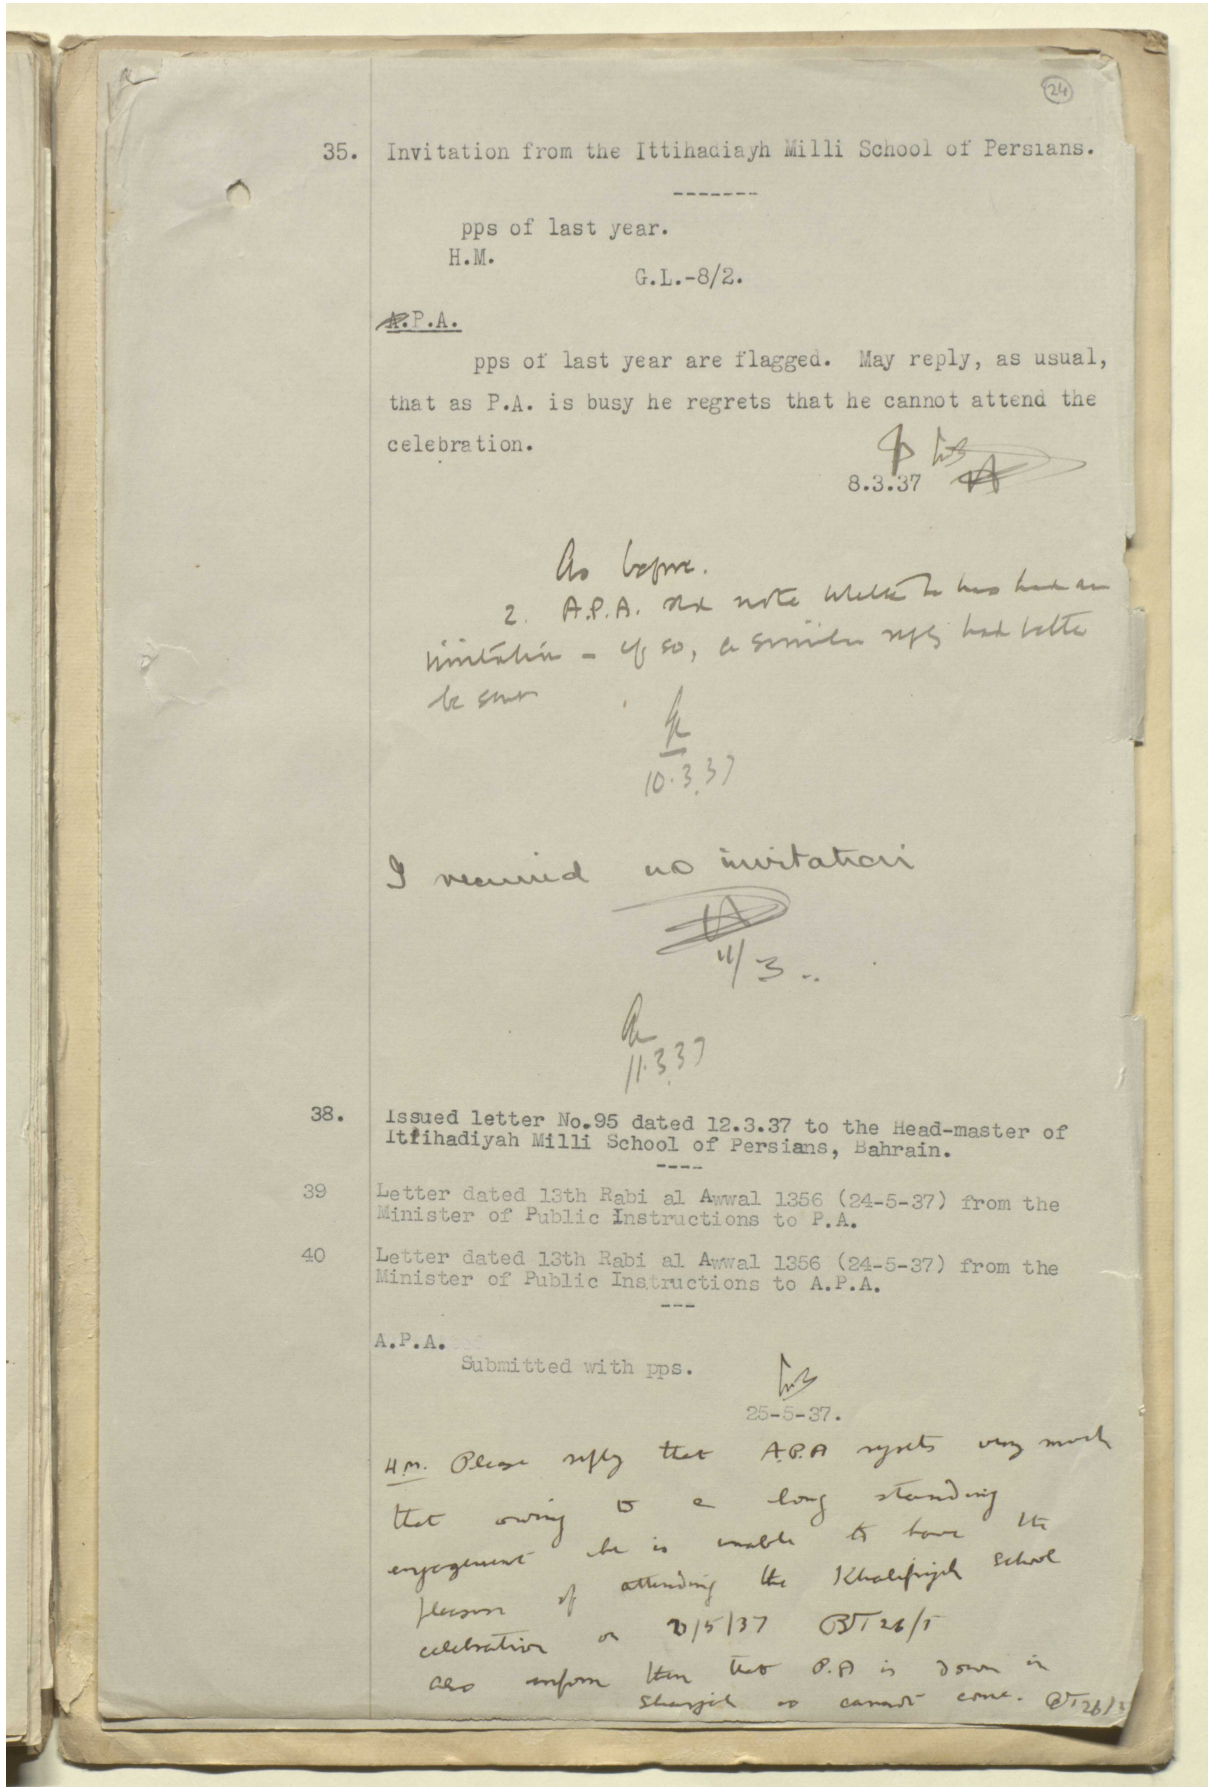 24
35. Invitation from the Ittihadiayh Milli School of Persians.
-------
pps of last year.
H.M.
G.L.-8/2.
A.P.A.
pps of last year are flagged. May reply, as usual,
that as P.A. is busy he regrets that he cannot attend the
celebration.
8.3.37
As before.
2. A.P.A. shd note whether he has had an
invitation - if so, a similar reply had better
be sent
10.3.37
I received no invitation
11/3
11.3.37
38. Issued letter No.95 dated 12.3.37 to the Head-master of
Ittihadiyah Milli School of Persians, Bahrain.
----
39 Letter dated 13th Rabi al Awwal 1356 (24-5-37) from the
Minister of Public Instructions to P.A.
40 Letter dated 13th Rabi al Awwal 1356 (24-5-37) from the
Minister of Public Instructions to A.P.A.
---
A.P.A.
Submitted with pps.
25-5-37.
H.M. Please reply that A.P.A regrets very much
that owing to a long standing
engagement he is unable to have the
pleasure of attending the Khalifiyeh School
celebration on /5/37 26/5
also inform them that P.A is down in
Sharjah so cannot come. 26/